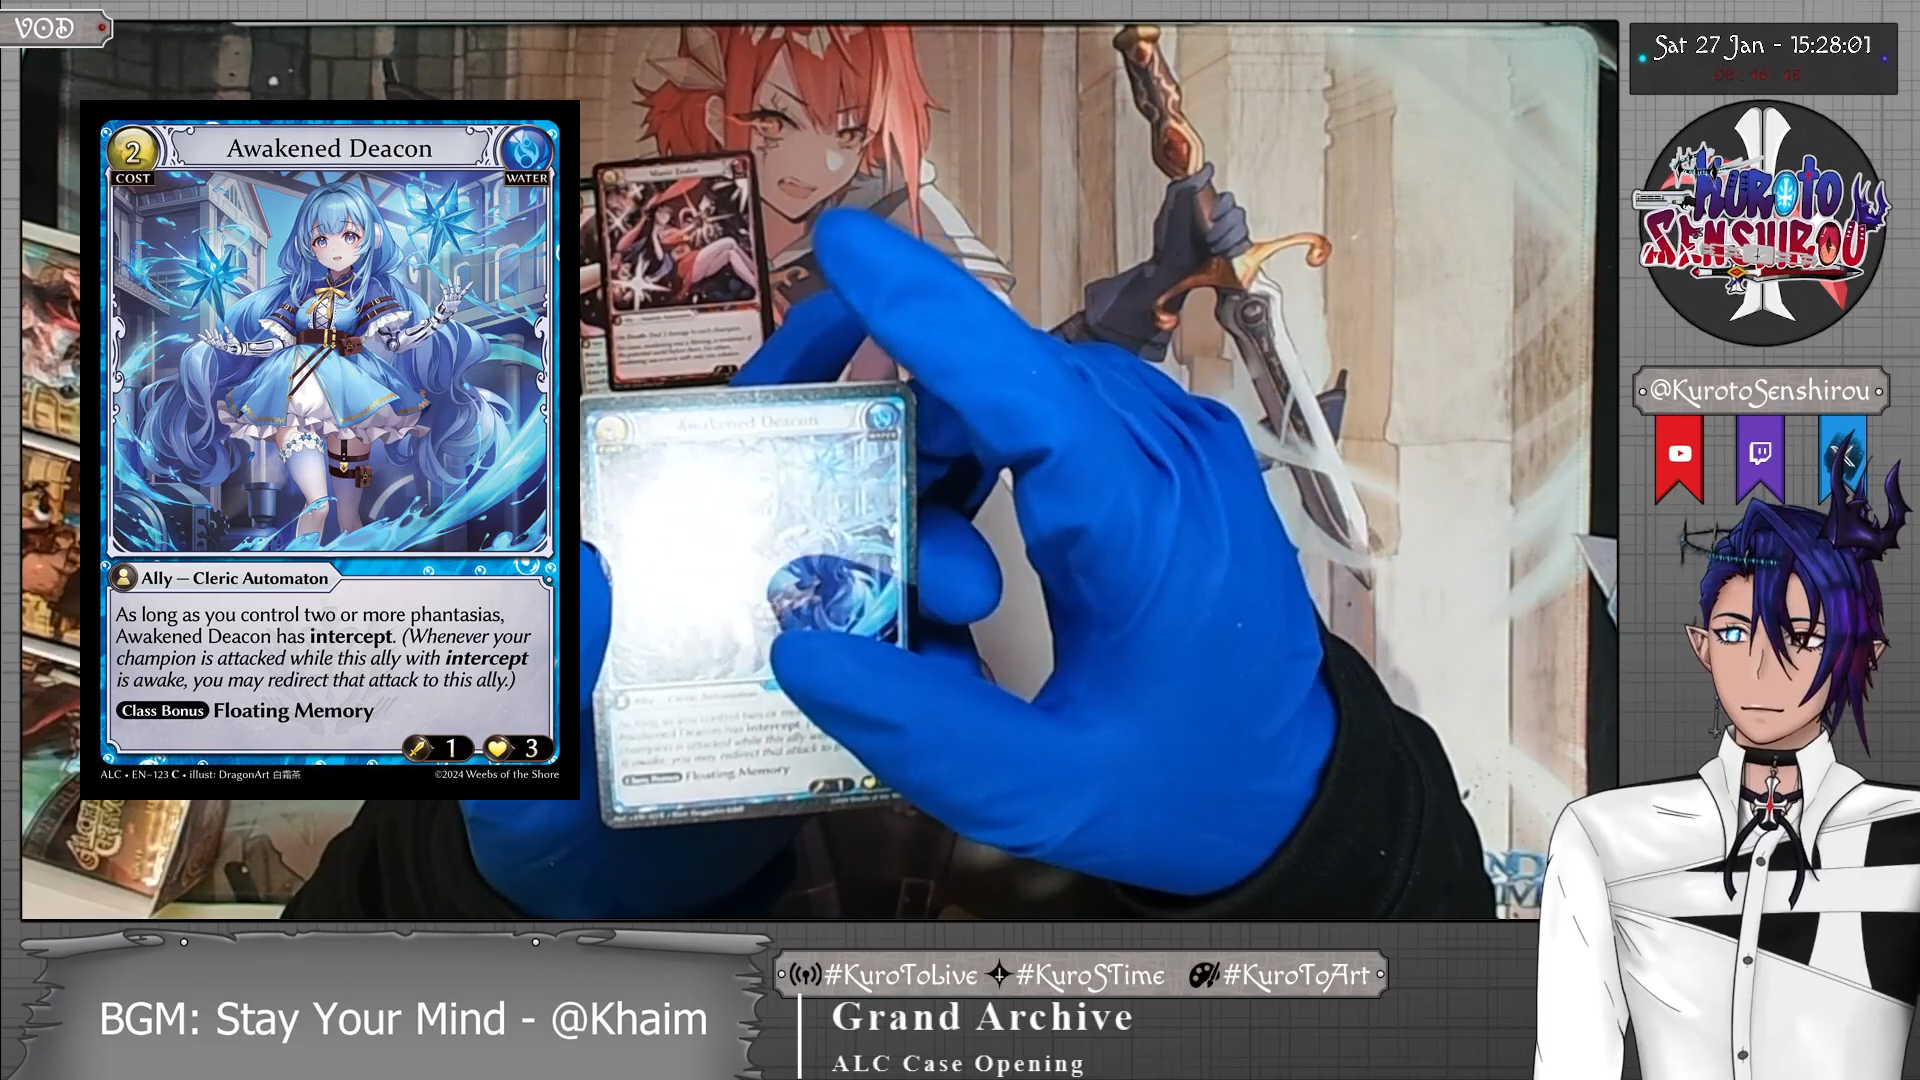 VOD
Sat 27 Jan - 15:28:01
KUROTO
SENSHIROU
@KurotoSenshirou
2
COST
Awakened Deacon
WATER
Ally — Cleric Automaton
As long as you control two or more phantasias,
Awakened Deacon has intercept. (Whenever your
champion is attacked while this ally with intercept
is awake, you may redirect that attack to this ally.)
Class Bonus Floating Memory
1 3
ALC • EN-123 C • illust: DragonArt 白霜茶
©2024 Weebs of the Shore
Awakened Deacon
WATER
Floating Memory
#KuroToLive #KuroSTime #KuroToArt
BGM: Stay Your Mind - @Khaim
Grand Archive
ALC Case Opening